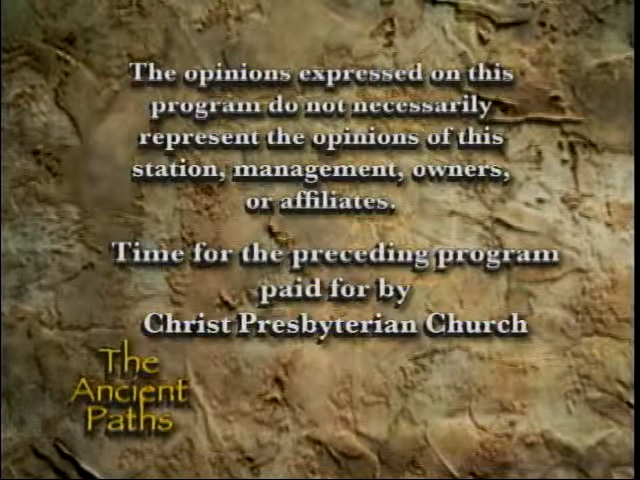 The opinions expressed on this
program do not necessarily
represent the opinions of this
station, management, owners,
or affiliates.
Time for the preceding program
paid for by
Christ Presbyterian Church
The
Ancient
Paths